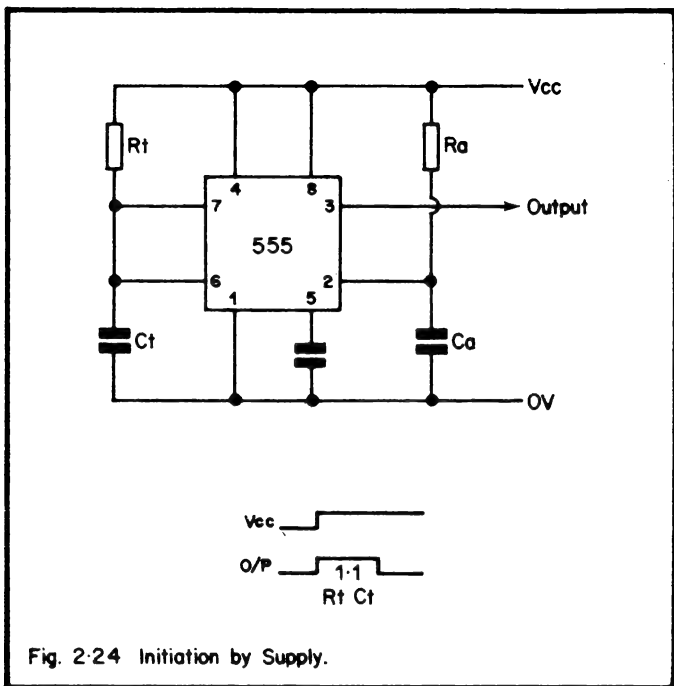 Vcc
Rt
Ra
4 8
7 3 Output
555
6 2
1 5
Ct Ca
OV
Vcc
O/P 1·1
Rt Ct
Fig. 2·24 Initiation by Supply.